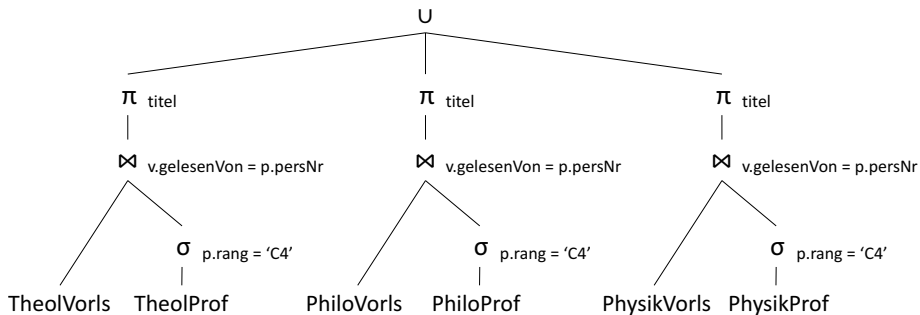 ∪
π titel π titel π titel
⋈ v.gelesenVon = p.persNr ⋈ v.gelesenVon = p.persNr ⋈ v.gelesenVon = p.persNr
σ p.rang = ‘C4’ σ p.rang = ‘C4’ σ p.rang = ‘C4’
TheolVorls TheolProf PhiloVorls PhiloProf PhysikVorls PhysikProf